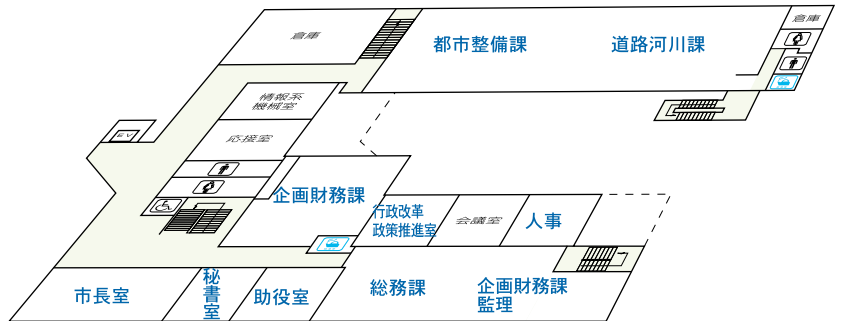 倉庫
倉庫
都市整備課
道路河川課
情報系
機械室
EV
応接室
企画財務課
行政改革
政策推進室
会議室
人事
市長室
秘書室
助役室
総務課
企画財務課
監理